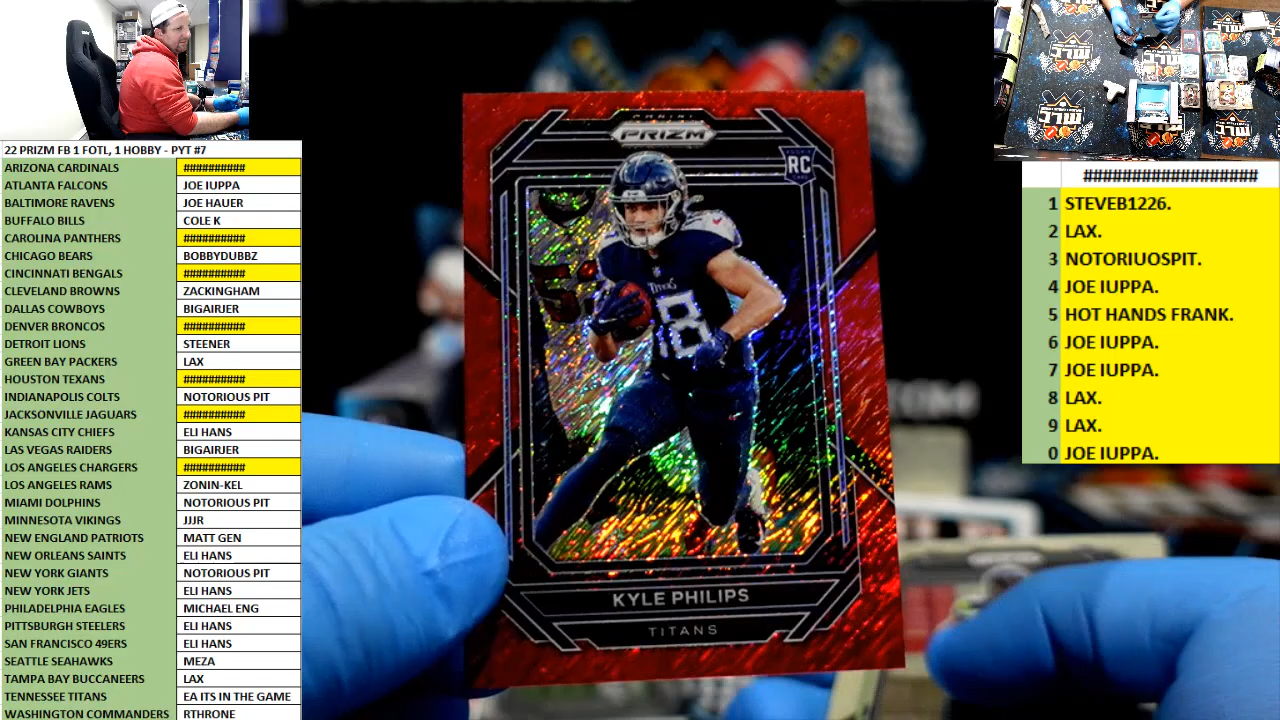 22 PRIZM FB 1 FOTL, 1 HOBBY - PYT #7
ARIZONA CARDINALS ##########
ATLANTA FALCONS JOE IUPPA
BALTIMORE RAVENS JOE HAUER
BUFFALO BILLS COLE K
CAROLINA PANTHERS ##########
CHICAGO BEARS BOBBYDUBBZ
CINCINNATI BENGALS ##########
CLEVELAND BROWNS ZACKINGHAM
DALLAS COWBOYS BIGAIRJER
DENVER BRONCOS ##########
DETROIT LIONS STEENER
GREEN BAY PACKERS LAX
HOUSTON TEXANS ##########
INDIANAPOLIS COLTS NOTORIOUS PIT
JACKSONVILLE JAGUARS ##########
KANSAS CITY CHIEFS ELI HANS
LAS VEGAS RAIDERS BIGAIRJER
LOS ANGELES CHARGERS ##########
LOS ANGELES RAMS ZONIN-KEL
MIAMI DOLPHINS NOTORIOUS PIT
MINNESOTA VIKINGS JJJR
NEW ENGLAND PATRIOTS MATT GEN
NEW ORLEANS SAINTS ELI HANS
NEW YORK GIANTS NOTORIOUS PIT
NEW YORK JETS ELI HANS
PHILADELPHIA EAGLES MICHAEL ENG
PITTSBURGH STEELERS ELI HANS
SAN FRANCISCO 49ERS ELI HANS
SEATTLE SEAHAWKS MEZA
TAMPA BAY BUCCANEERS LAX
TENNESSEE TITANS EA ITS IN THE GAME
WASHINGTON COMMANDERS RTHRONE
PANINI
PRIZM
ROOKIE
RC
CARD
TITANS
18
KYLE PHILIPS
TITANS
##################
1 STEVEB1226.
2 LAX.
3 NOTORIUOSPIT.
4 JOE IUPPA.
5 HOT HANDS FRANK.
6 JOE IUPPA.
7 JOE IUPPA.
8 LAX.
9 LAX.
0 JOE IUPPA.